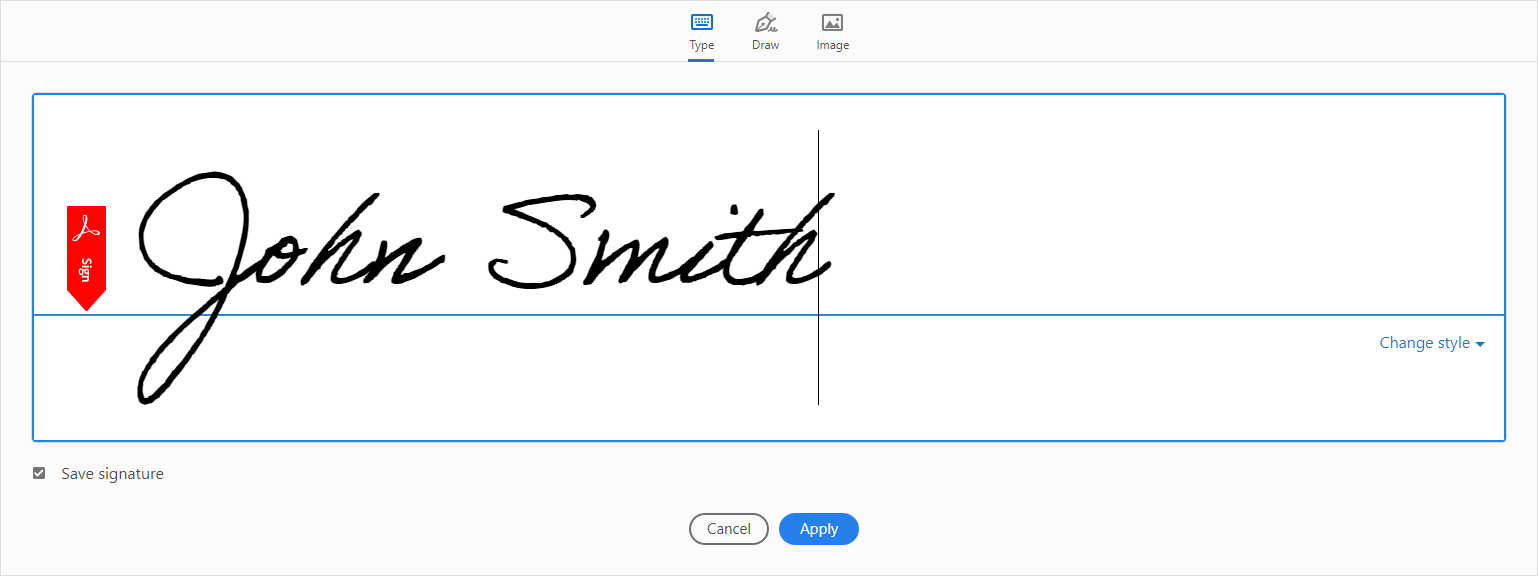 Type Draw Image
Sign
John Smith
Change style
Save signature
Cancel Apply